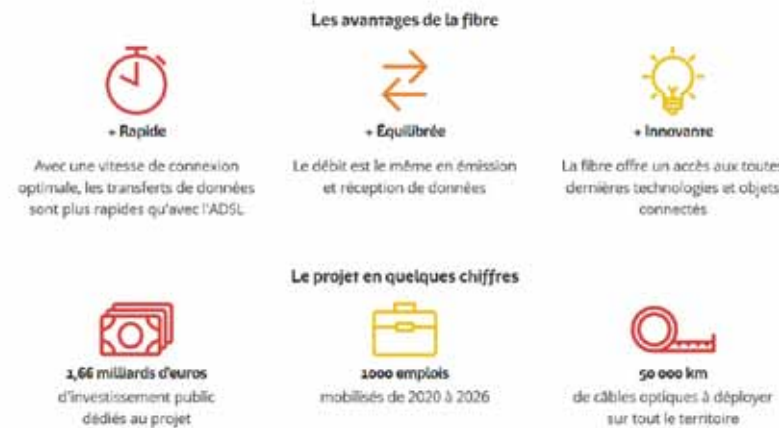 Les avantages de la fibre
+ Rapide
Avec une vitesse de connexion
optimale, les transferts de données
sont plus rapides qu'avec l'ADSL
+ Équilibrée
Le débit est le même en émission
et réception de données
+ Innovante
La fibre offre un accès aux toutes
dernières technologies et objets
connectés
Le projet en quelques chiffres
1,66 milliards d'euros
d'investissement public
dédiés au projet
1000 emplois
mobilisés de 2020 à 2026
50 000 km
de câbles optiques à déployer
sur tout le territoire